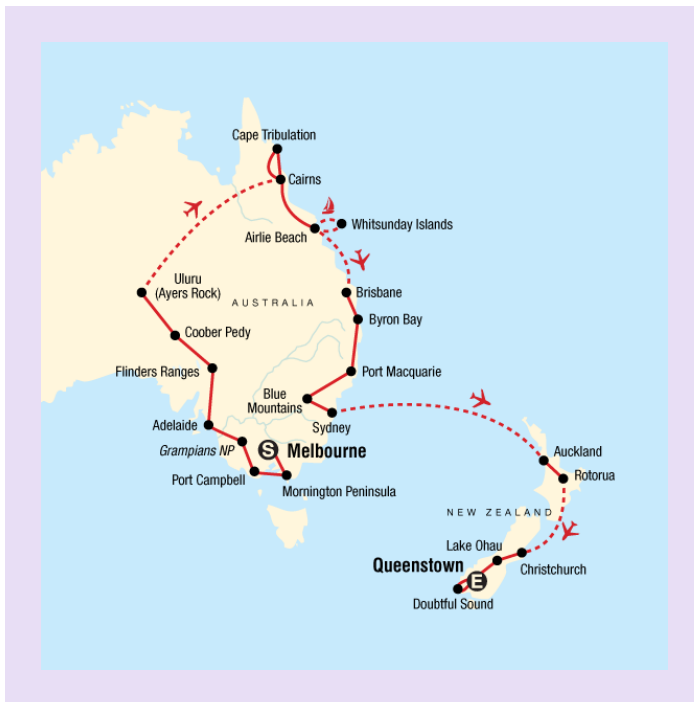 Cape Tribulation
Cairns
Whitsunday Islands
Airlie Beach
Uluru
(Ayers Rock)
Brisbane
AUSTRALIA
Byron Bay
Coober Pedy
Flinders Ranges
Port Macquarie
Blue
Mountains
Sydney
Adelaide
Grampians NP
S
Melbourne
Auckland
Port Campbell
Rotorua
Mornington Peninsula
NEW ZEALAND
Lake Ohau
Queenstown
Christchurch
E
Doubtful Sound